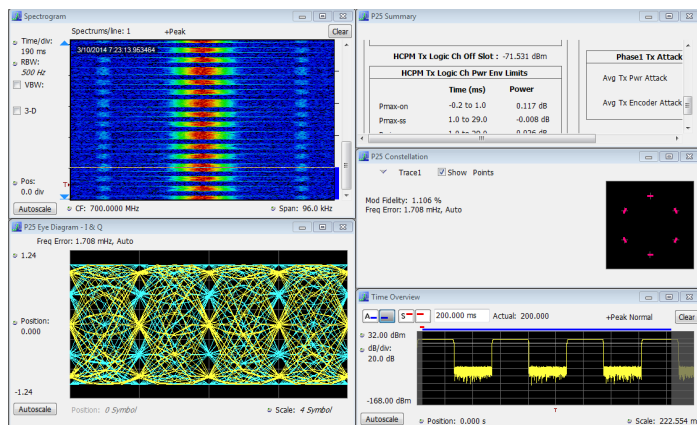 Spectrogram
Spectrums/line: 1
+Peak
Clear
Time/div:
190 ms
RBW:
500 Hz
VBW:
3-D
Pos:
0.0 div
Autoscale
3/10/2014 7:23:13.953464
T
CF: 700.0000 MHz
Span: 96.0 kHz
P25 Summary
HCPM Tx Logic Ch Off Slot : -71.531 dBm
HCPM Tx Logic Ch Pwr Env Limits
Time (ms) Power
Pmax-on -0.2 to 1.0 0.117 dB
Pmax-ss 1.0 to 29.0 -0.008 dB
1.0 to 29.0 0.026 dB
Phase1 Tx Attack
Avg Tx Pwr Attack
Avg Tx Encoder Attack
P25 Constellation
Trace1
Show Points
Mod Fidelity: 1.106 %
Freq Error: 1.708 mHz, Auto
P25 Eye Diagram - I & Q
Freq Error: 1.708 mHz, Auto
1.24
Position:
0.000
-1.24
Autoscale
Position: 0 Symbol
Scale: 4 Symbol
Time Overview
A
S
200.000 ms
Actual: 200.000
+Peak Normal
Clear
32.00 dBm
dB/div:
20.0 dB
-168.00 dBm
T
Autoscale
Position: 0.000 s
Scale: 222.554 m